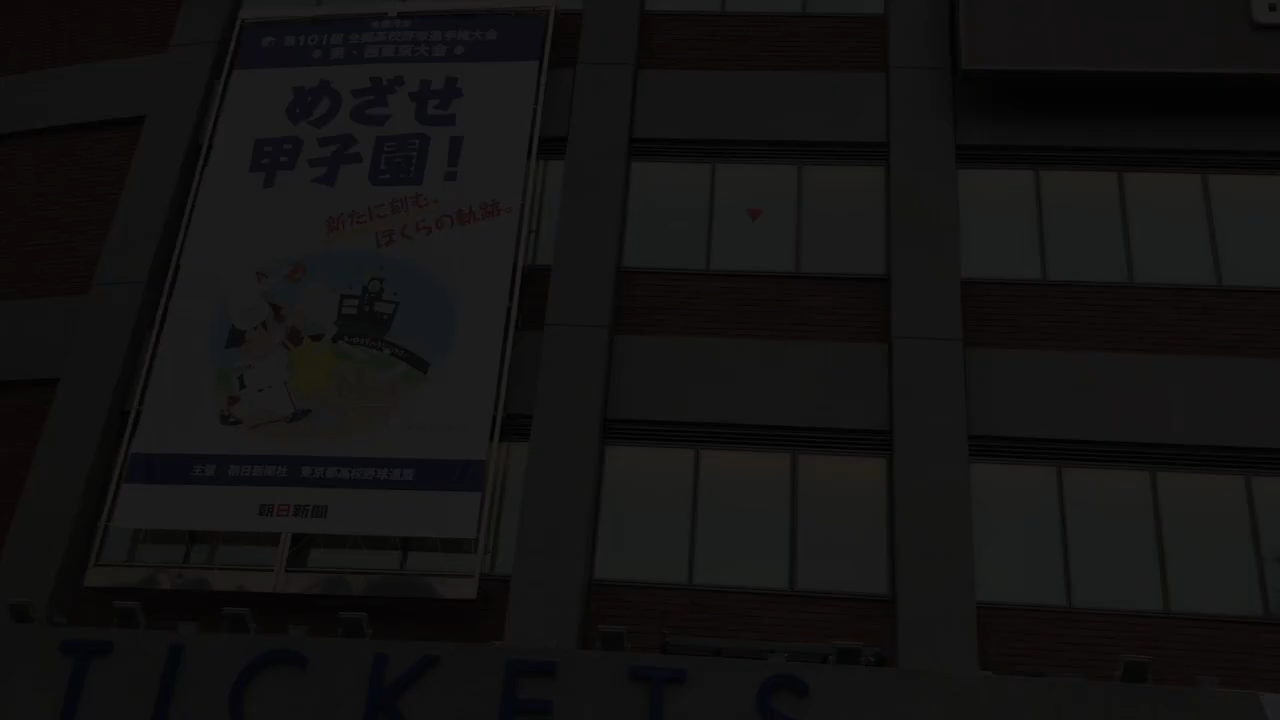 第101回 全国高校野球選手権大会
東・西東京大会
めざせ
甲子園!
新たに刻む。
ぼくらの軌跡。
主催 朝日新聞社 東京都高校野球連盟
朝日新聞
TICKETS